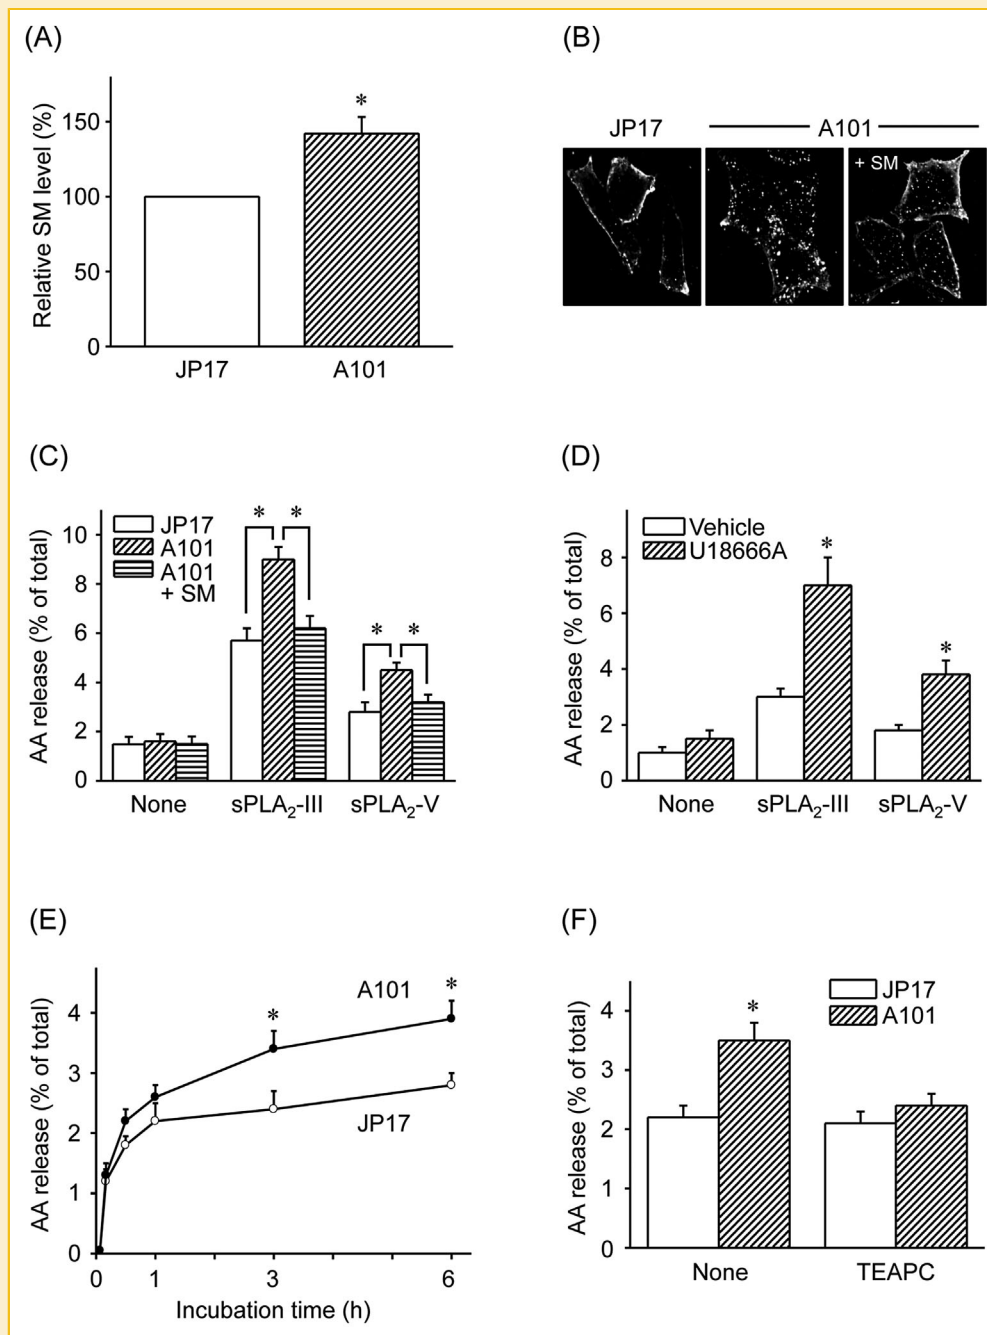 (A)
Relative SM level (%)
150
100
50
0
*
JP17
A101
(B)
JP17
A101
+ SM
(C)
AA release (% of total)
10
8
6
4
2
0
JP17
A101
A101
+ SM
*
*
*
*
None
sPLA₂-III
sPLA₂-V
(D)
AA release (% of total)
8
6
4
2
0
Vehicle
U18666A
*
*
None
sPLA₂-III
sPLA₂-V
(E)
AA release (% of total)
4
3
2
1
0
A101
*
*
JP17
0
1
3
6
Incubation time (h)
(F)
AA release (% of total)
4
3
2
1
0
JP17
A101
*
None
TEAPC